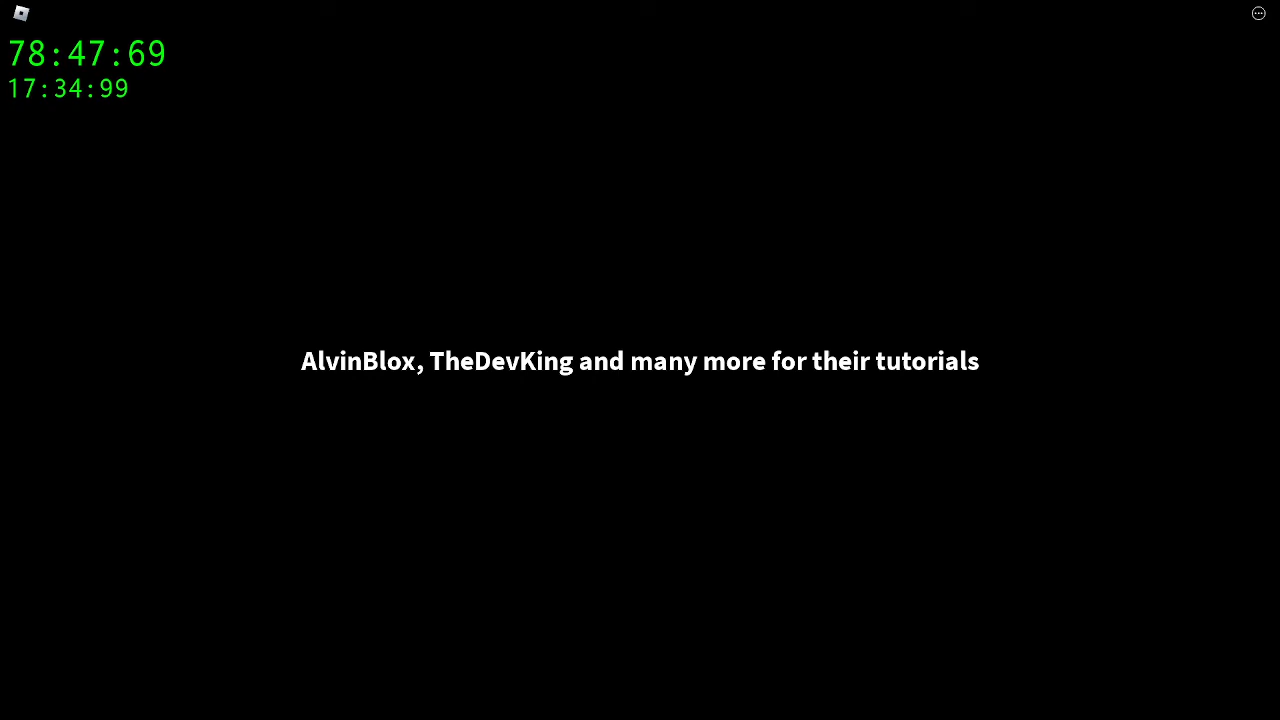 78:47:69
17:34:99
AlvinBlox, TheDevKing and many more for their tutorials